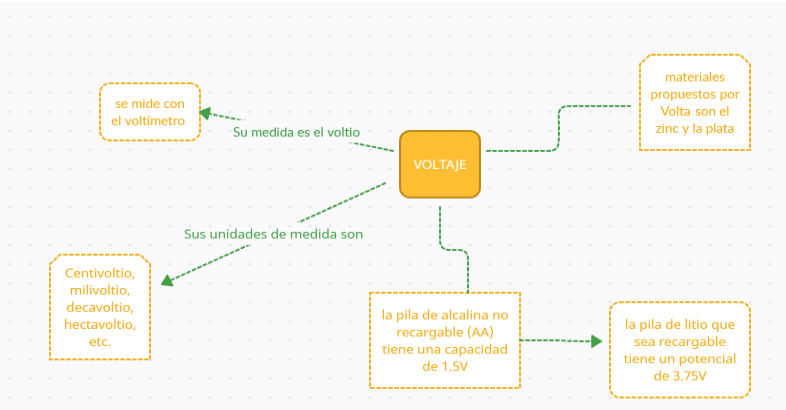 materiales
propuestos por
Volta son el
zinc y la plata
se mide con
el voltímetro
Su medida es el voltio
VOLTAJE
Sus unidades de medida son
Centivoltio,
milivoltio,
decavoltio,
hectavoltio,
etc.
la pila de alcalina no
recargable (AA)
tiene una capacidad
de 1.5V
la pila de litio que
sea recargable
tiene un potencial
de 3.75V